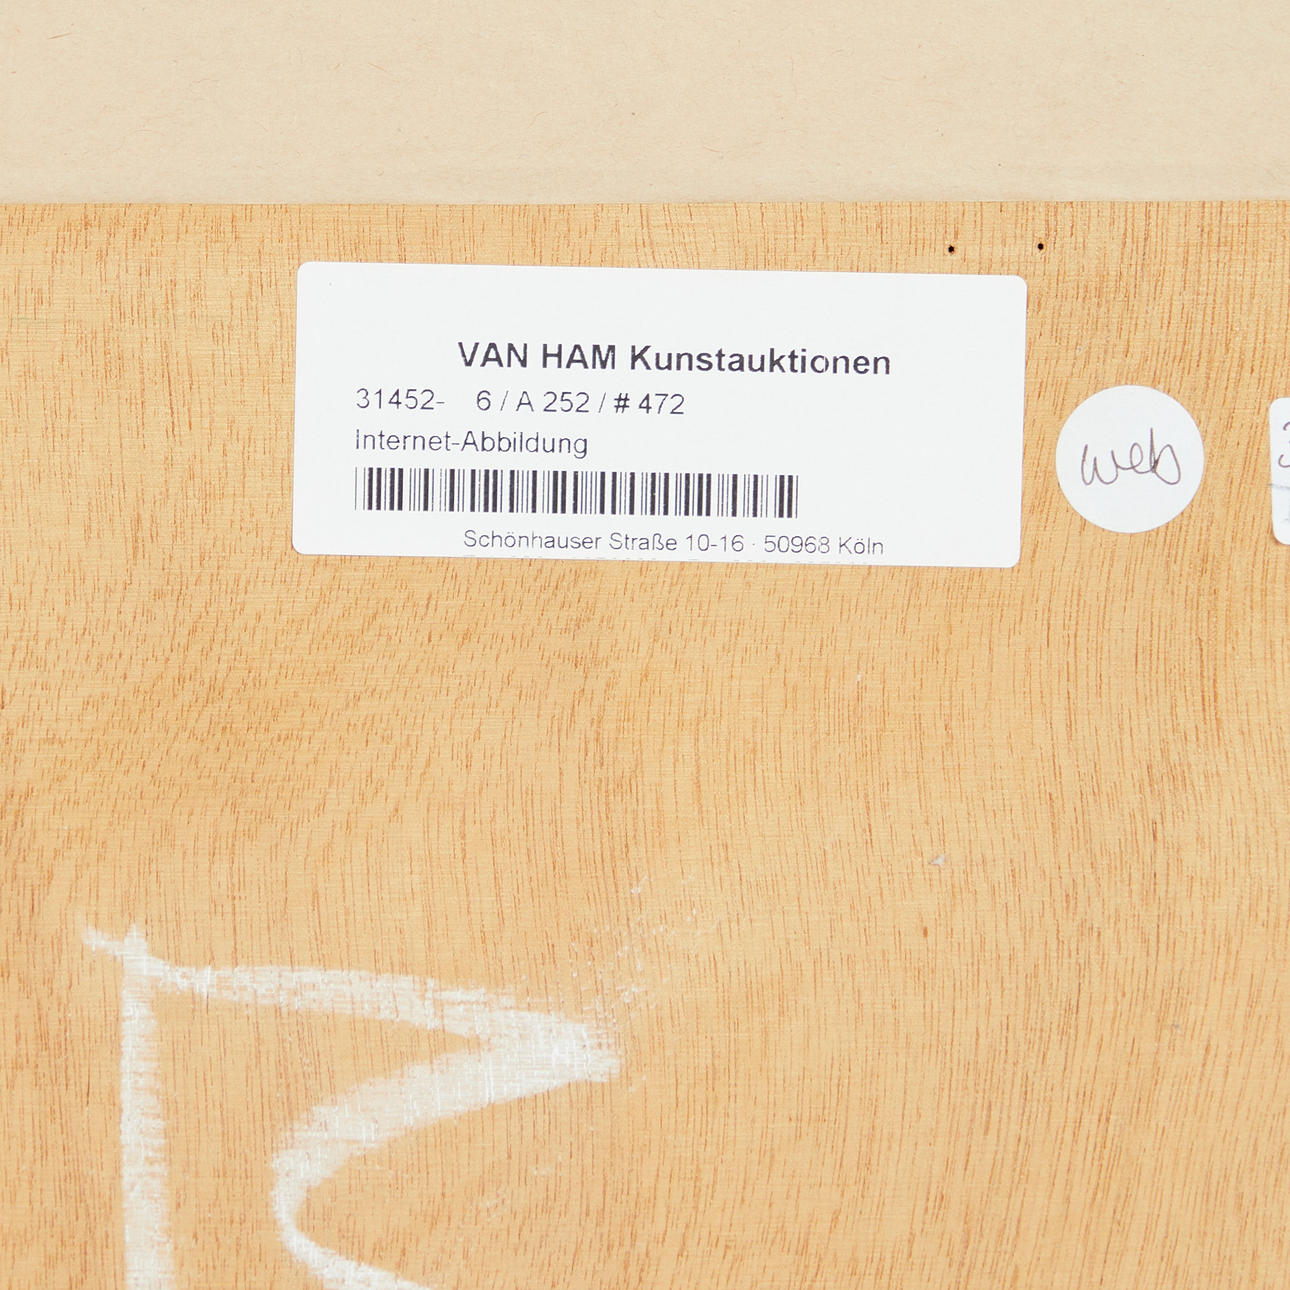 VAN HAM Kunstauktionen
31452- 6 / A 252 / # 472
Internet-Abbildung
Schönhauser Straße 10-16 · 50968 Köln
web